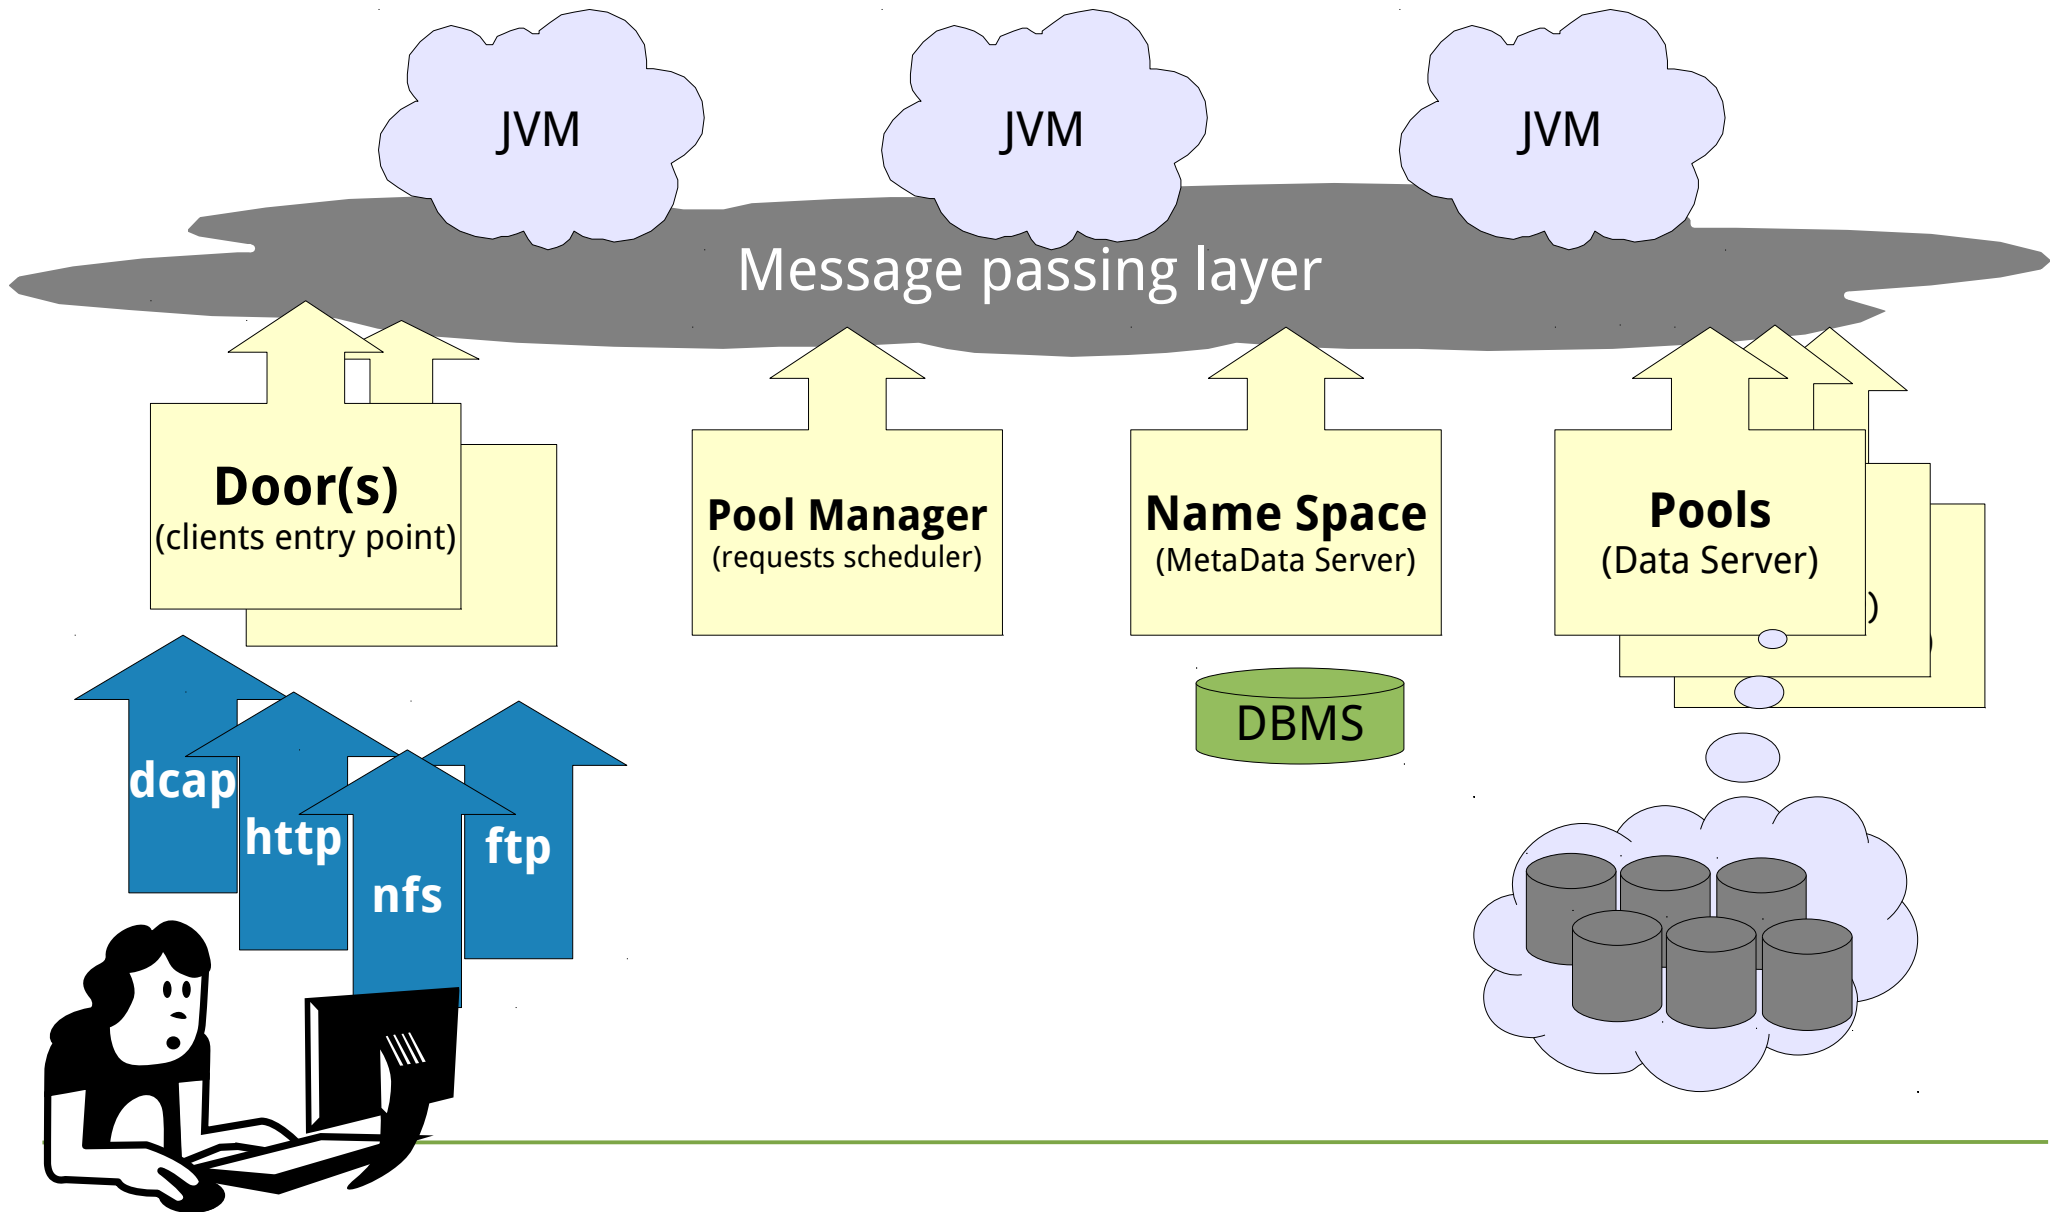 JVM
JVM
JVM
Message passing layer
Door(s)
(clients entry point)
Pool Manager
(requests scheduler)
Name Space
(MetaData Server)
Pools
(Data Server)
)
)
DBMS
dcap
http
nfs
ftp